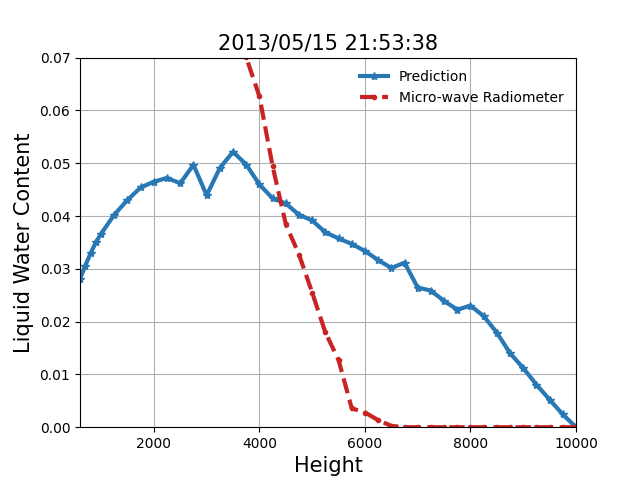 2013/05/15 21:53:38
Prediction
Micro-wave Radiometer
Liquid Water Content
0.07
0.06
0.05
0.04
0.03
0.02
0.01
0.00
2000 4000 6000 8000 10000
Height